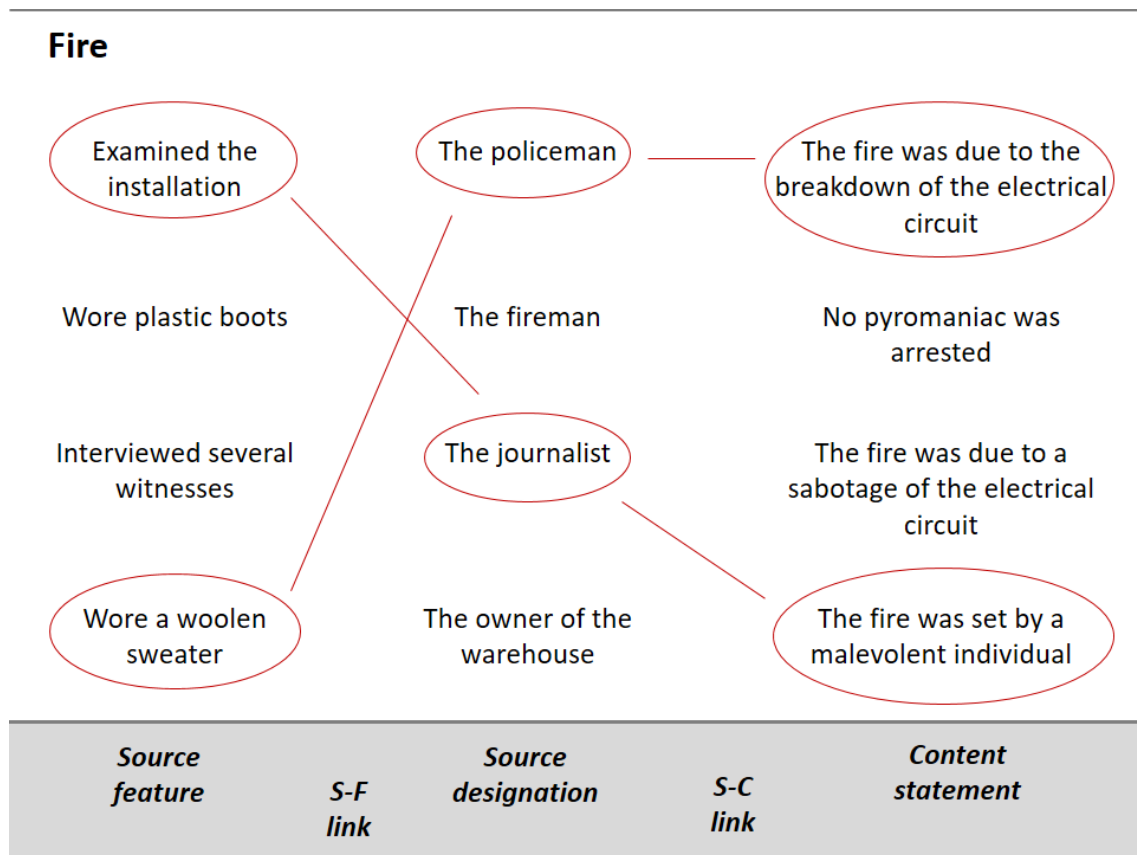 Fire
Examined the
installation
The policeman
The fire was due to the
breakdown of the electrical
circuit
Wore plastic boots
The fireman
No pyromaniac was
arrested
Interviewed several
witnesses
The journalist
The fire was due to a
sabotage of the electrical
circuit
Wore a woolen
sweater
The owner of the
warehouse
The fire was set by a
malevolent individual
Source
feature
S-F
link
Source
designation
S-C
link
Content
statement